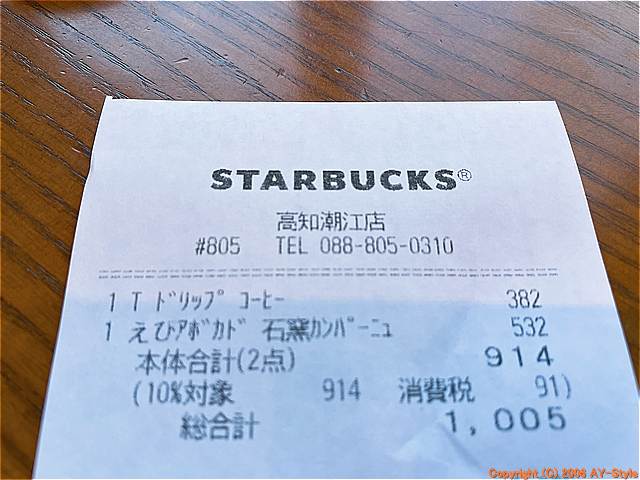 STARBUCKS®
高知潮江店
#805 TEL 088-805-0310
1 T ﾄﾞﾘｯﾌﾟ ｺｰﾋｰ 382
1 えびｱﾎﾞｶﾄﾞ 石窯ｶﾝﾊﾟｰﾆｭ 532
本体合計(2点) 914
(10%対象 914 消費税 91)
総合計 1,005
Copyright (C) 2006 AY-Style